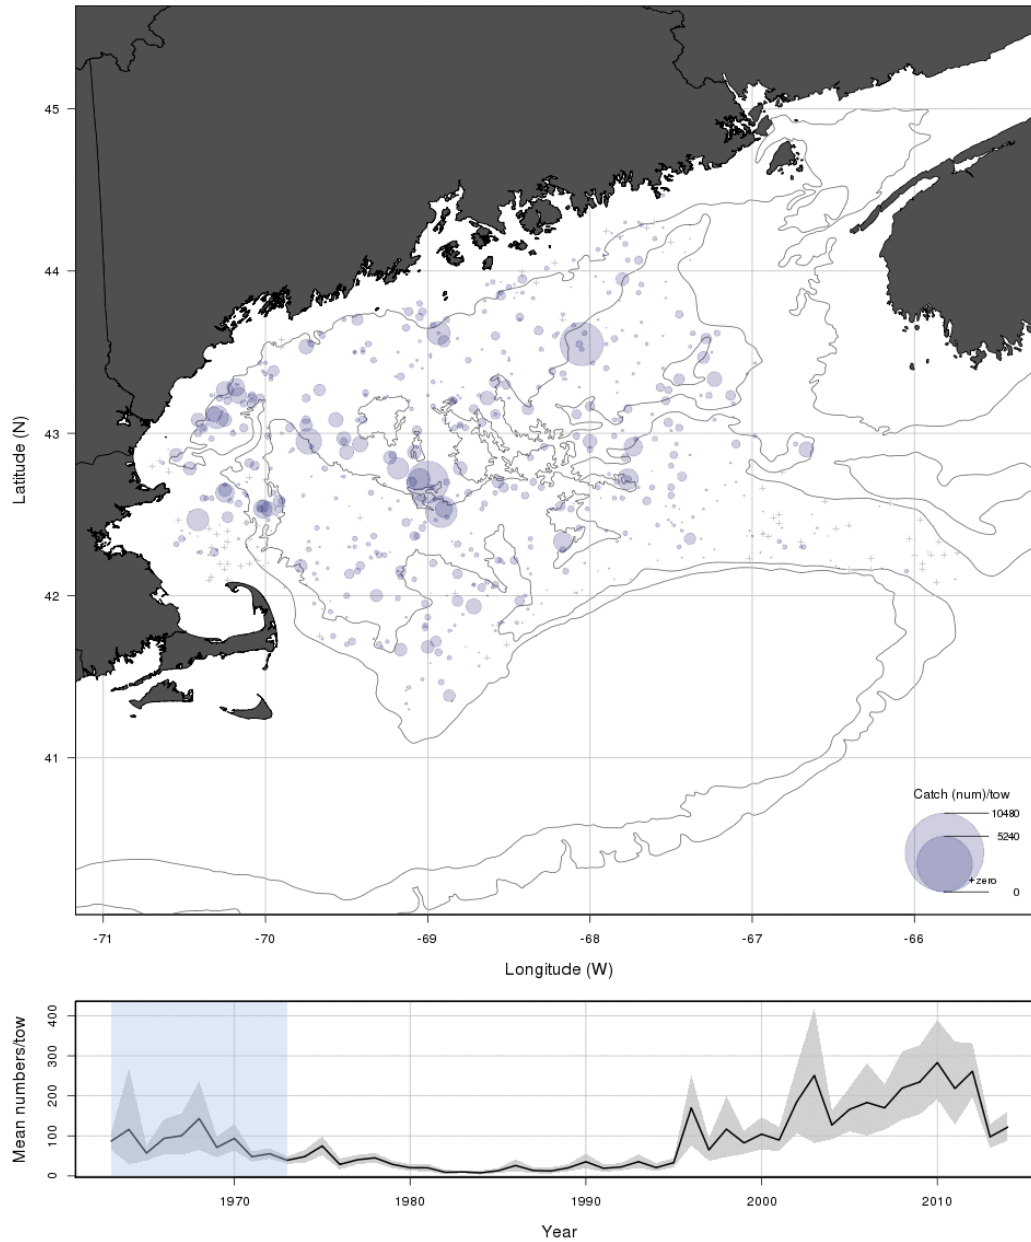 45
44
43
42
41
Latitude (N)
Catch (num)/tow
10480
5240
+ zero
0
-71 -70 -69 -68 -67 -66
Longitude (W)
Mean numbers/tow
400
300
200
100
0
1970 1980 1990 2000 2010
Year